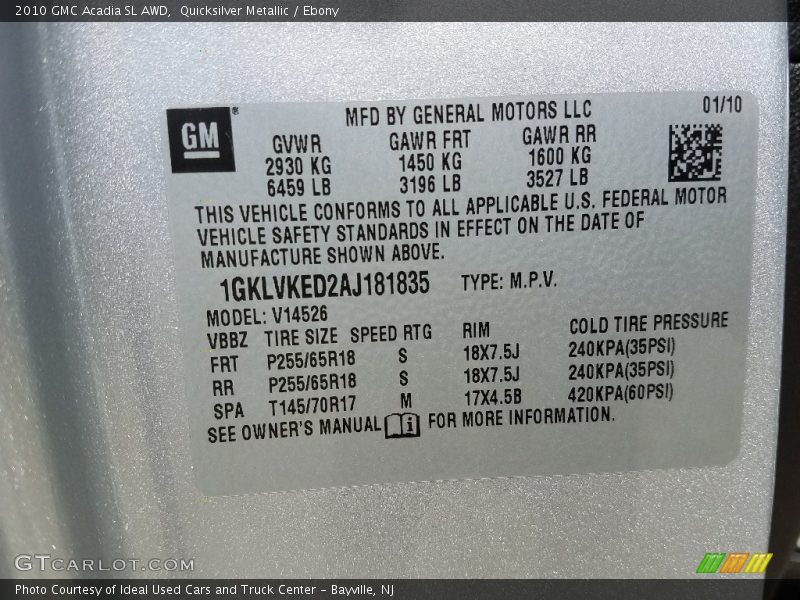 2010 GMC Acadia SL AWD,  Quicksilver Metallic / Ebony
MFD BY GENERAL MOTORS LLC 01/10
GM®
GVWR GAWR FRT GAWR RR
2930 KG 1450 KG 1600 KG
6459 LB 3196 LB 3527 LB
THIS VEHICLE CONFORMS TO ALL APPLICABLE U.S. FEDERAL MOTOR
VEHICLE SAFETY STANDARDS IN EFFECT ON THE DATE OF
MANUFACTURE SHOWN ABOVE.
1GKLVKED2AJ181835 TYPE: M.P.V.
MODEL: V14526
VBBZ TIRE SIZE SPEED RTG RIM COLD TIRE PRESSURE
FRT P255/65R18 S 18X7.5J 240KPA(35PSI)
RR P255/65R18 S 18X7.5J 240KPA(35PSI)
SPA T145/70R17 M 17X4.5B 420KPA(60PSI)
SEE OWNER'S MANUAL i FOR MORE INFORMATION.
GTCARLOT.COM
Photo Courtesy of Ideal Used Cars and Truck Center – Bayville, NJ